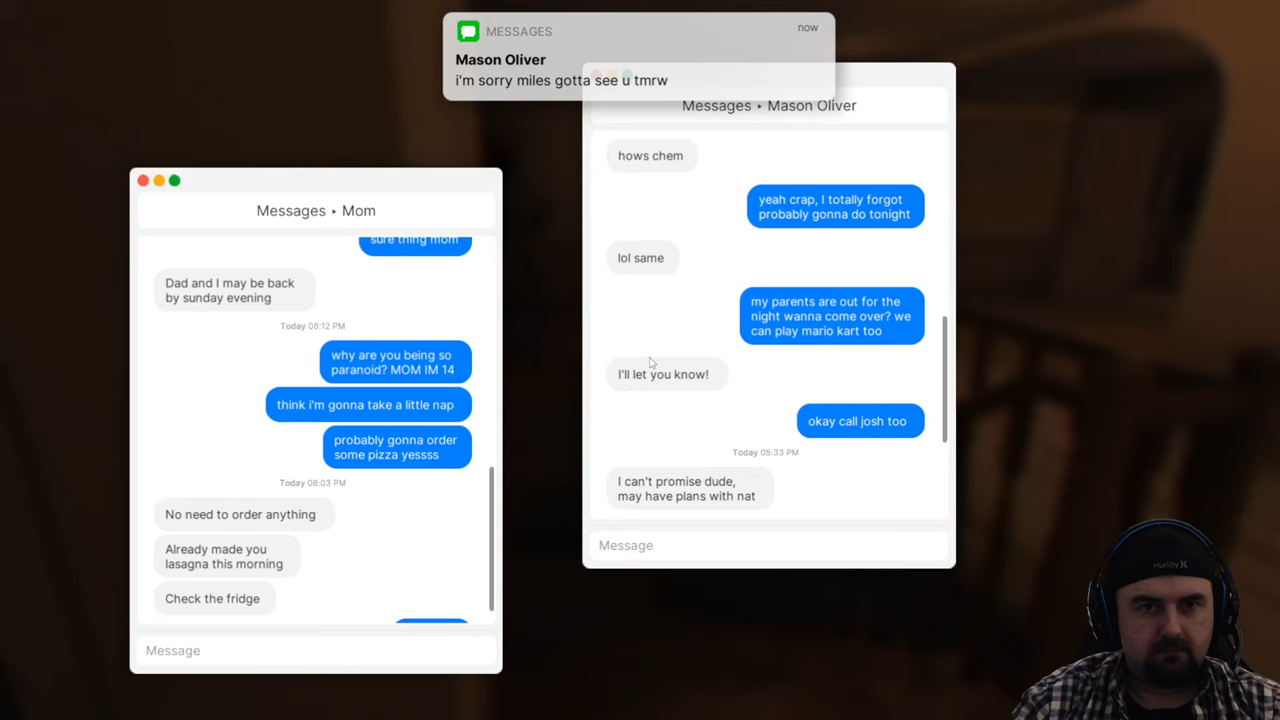 MESSAGES
now
Mason Oliver
i'm sorry miles gotta see u tmrw
Messages ▸ Mason Oliver
hows chem
yeah crap, I totally forgot
probably gonna do tonight
lol same
my parents are out for the
night wanna come over? we
can play mario kart too
I'll let you know!
okay call josh too
Today 05:33 PM
I can't promise dude,
may have plans with nat
Message
Messages ▸ Mom
sure thing mom
Dad and I may be back
by sunday evening
Today 06:12 PM
why are you being so
paranoid? MOM IM 14
think i'm gonna take a little nap
probably gonna order
some pizza yessss
Today 08:03 PM
No need to order anything
Already made you
lasagna this morning
Check the fridge
Message
Hurley